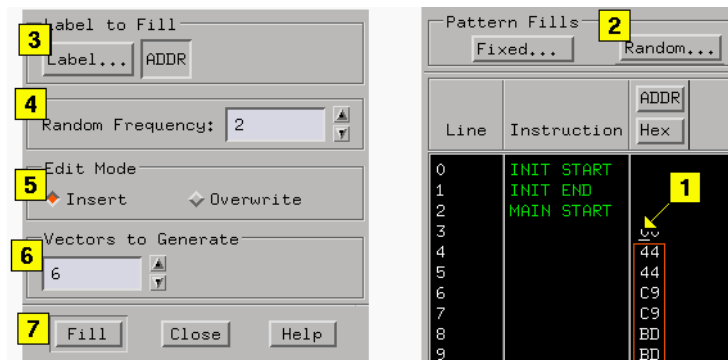 Label to Fill
3
Label... ADDR
4
Random Frequency: 2
Edit Mode
5
Insert Overwrite
Vectors to Generate
6
6
7
Fill Close Help
Pattern Fills
2
Fixed... Random...
ADDR
Line Instruction Hex
0 INIT START
1 INIT END
2 MAIN START
1
3
4 44
5 44
6 C9
7 C9
8 BD
9 BD